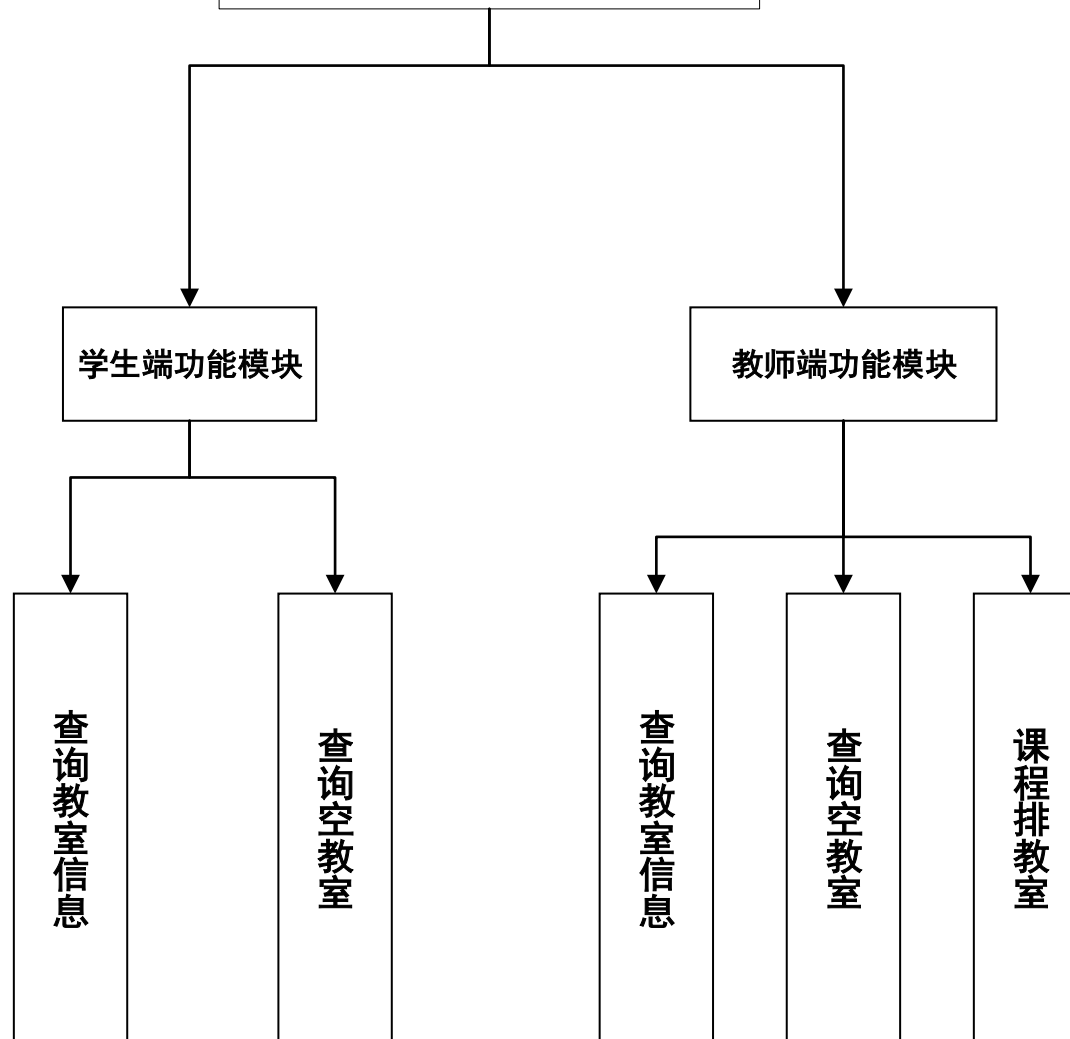 学生端功能模块
教师端功能模块
查询教室信息
查询空教室
查询教室信息
查询空教室
课程排教室